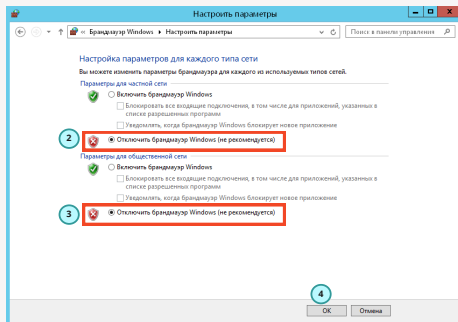 Настроить параметры
« Брандмауэр Windows ▸ Настроить параметры
Поиск в панели управления
Настройка параметров для каждого типа сети
Вы можете изменить параметры брандмауэра для каждого из используемых типов сетей.
Параметры для частной сети
Включить брандмауэр Windows
Блокировать все входящие подключения, в том числе для приложений, указанных в
списке разрешенных программ
Уведомлять, когда брандмауэр Windows блокирует новое приложение
2 Отключить брандмауэр Windows (не рекомендуется)
Параметры для общественной сети
Включить брандмауэр Windows
Блокировать все входящие подключения, в том числе для приложений, указанных в
списке разрешенных программ
Уведомлять, когда брандмауэр Windows блокирует новое приложение
3 Отключить брандмауэр Windows (не рекомендуется)
4
ОК Отмена